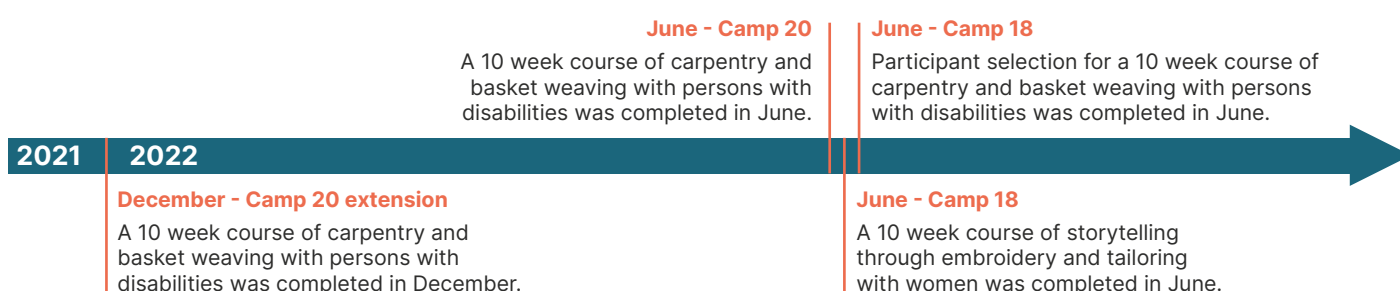 June - Camp 20
A 10 week course of carpentry and
basket weaving with persons with
disabilities was completed in June.
June - Camp 18
Participant selection for a 10 week course of
carpentry and basket weaving with persons
with disabilities was completed in June.
2021
2022
December - Camp 20 extension
A 10 week course of carpentry and
basket weaving with persons with
disabilities was completed in December.
June - Camp 18
A 10 week course of storytelling
through embroidery and tailoring
with women was completed in June.